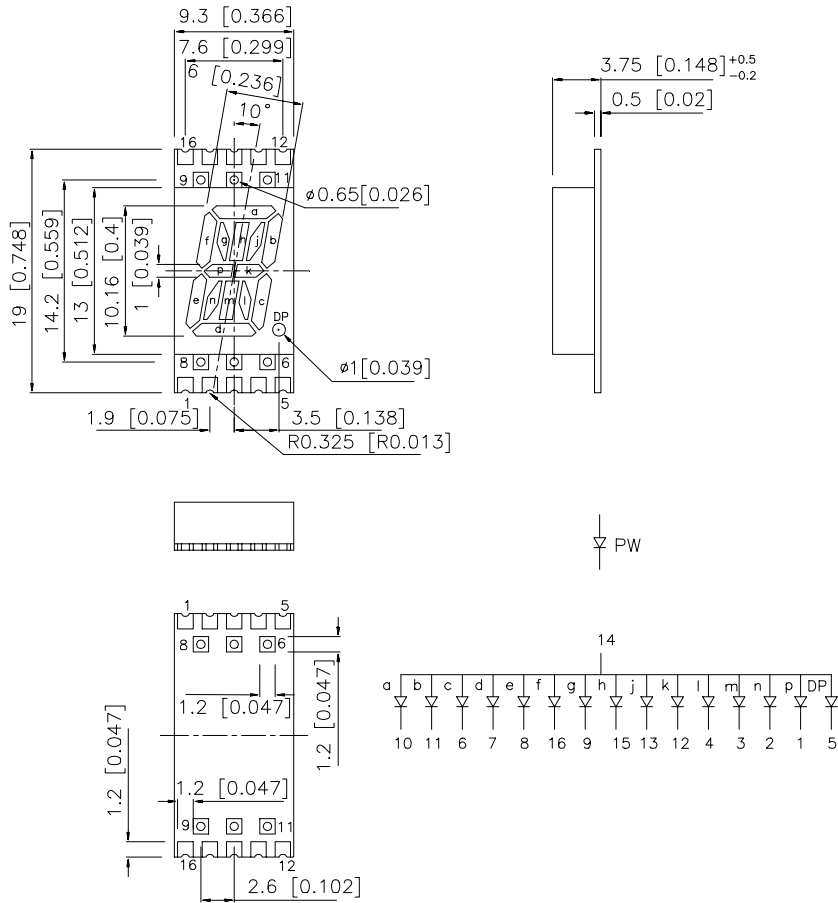 9.3 [0.366]
7.6 [0.299]
6 [0.236]
10°
16 12
9 11
ø0.65[0.026]
a
f g h j b
p k
e n m l c
d DP
8 6
1 5
19 [0.748]
14.2 [0.559]
13 [0.512]
10.16 [0.4]
1 [0.039]
ø1[0.039]
1.9 [0.075]
3.5 [0.138]
R0.325 [R0.013]
3.75 [0.148] +0.5 -0.2
0.5 [0.02]
PW
1 5
8 6
1.2 [0.047]
1.2 [0.047]
1.2 [0.047]
1.2 [0.047]
9 11
16 12
2.6 [0.102]
14
a b c d e f g h j k l m n p DP
10 11 6 7 8 16 9 15 13 12 4 3 2 1 5